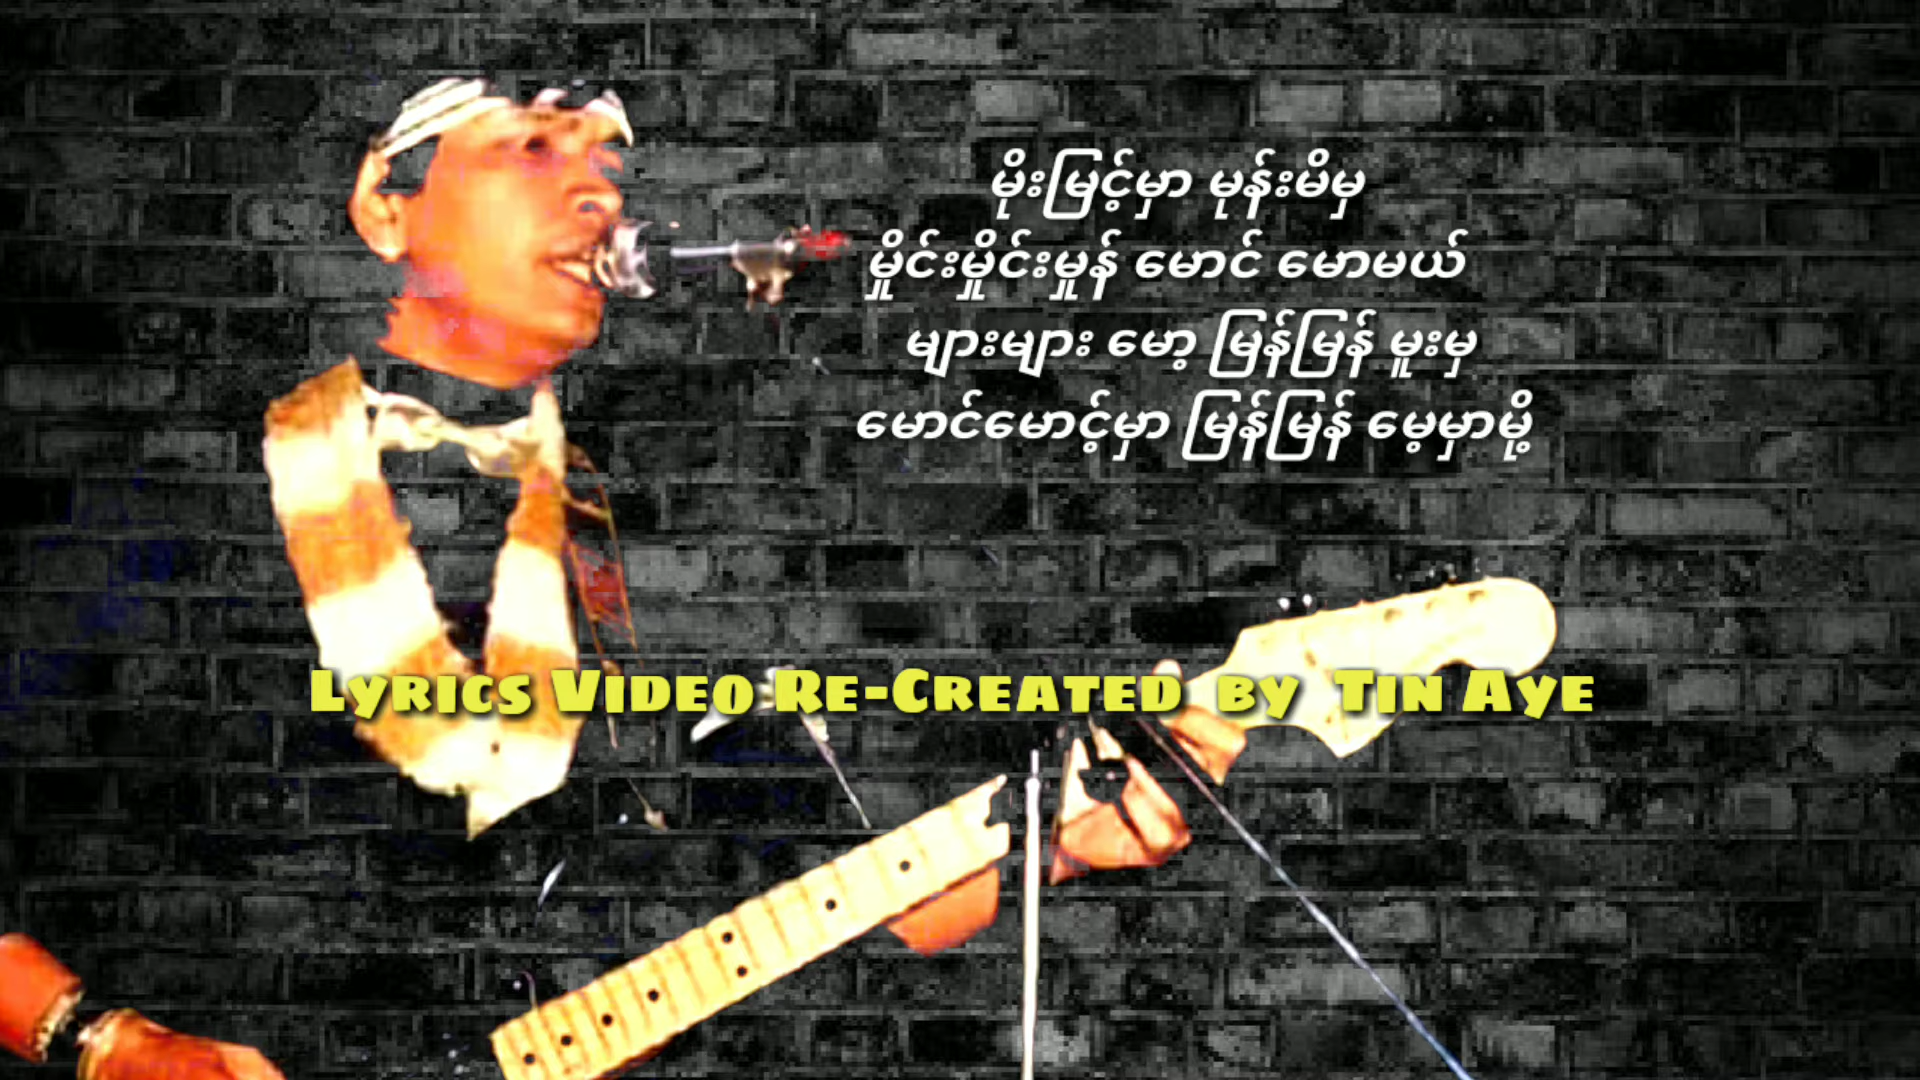 မိုးမြင့်မှာ မုန်းမိမှ
မှိုင်းမှိုင်းမှုန် မောင် မောမယ်
များများ မော့ မြန်မြန် မူးမှ
မောင်မောင့်မှာ မြန်မြန် မေ့မှာမို့
Lyrics Video Re-Created by Tin Aye